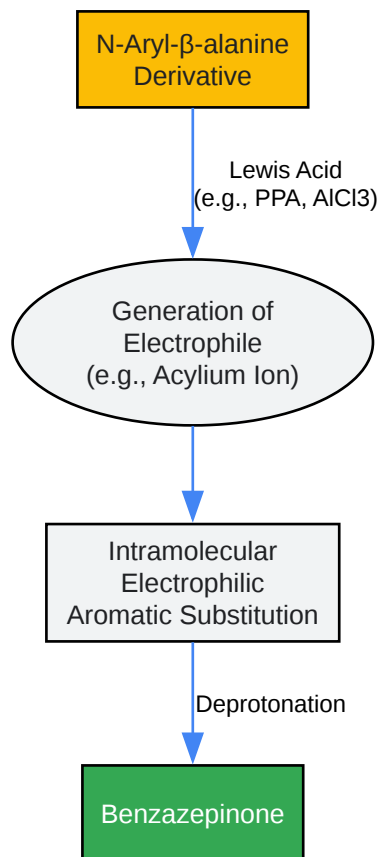 N-Aryl-β-alanine
Derivative
Lewis Acid
(e.g., PPA, AlCl3)
Generation of
Electrophile
(e.g., Acylium Ion)
Intramolecular
Electrophilic
Aromatic Substitution
Deprotonation
Benzazepinone